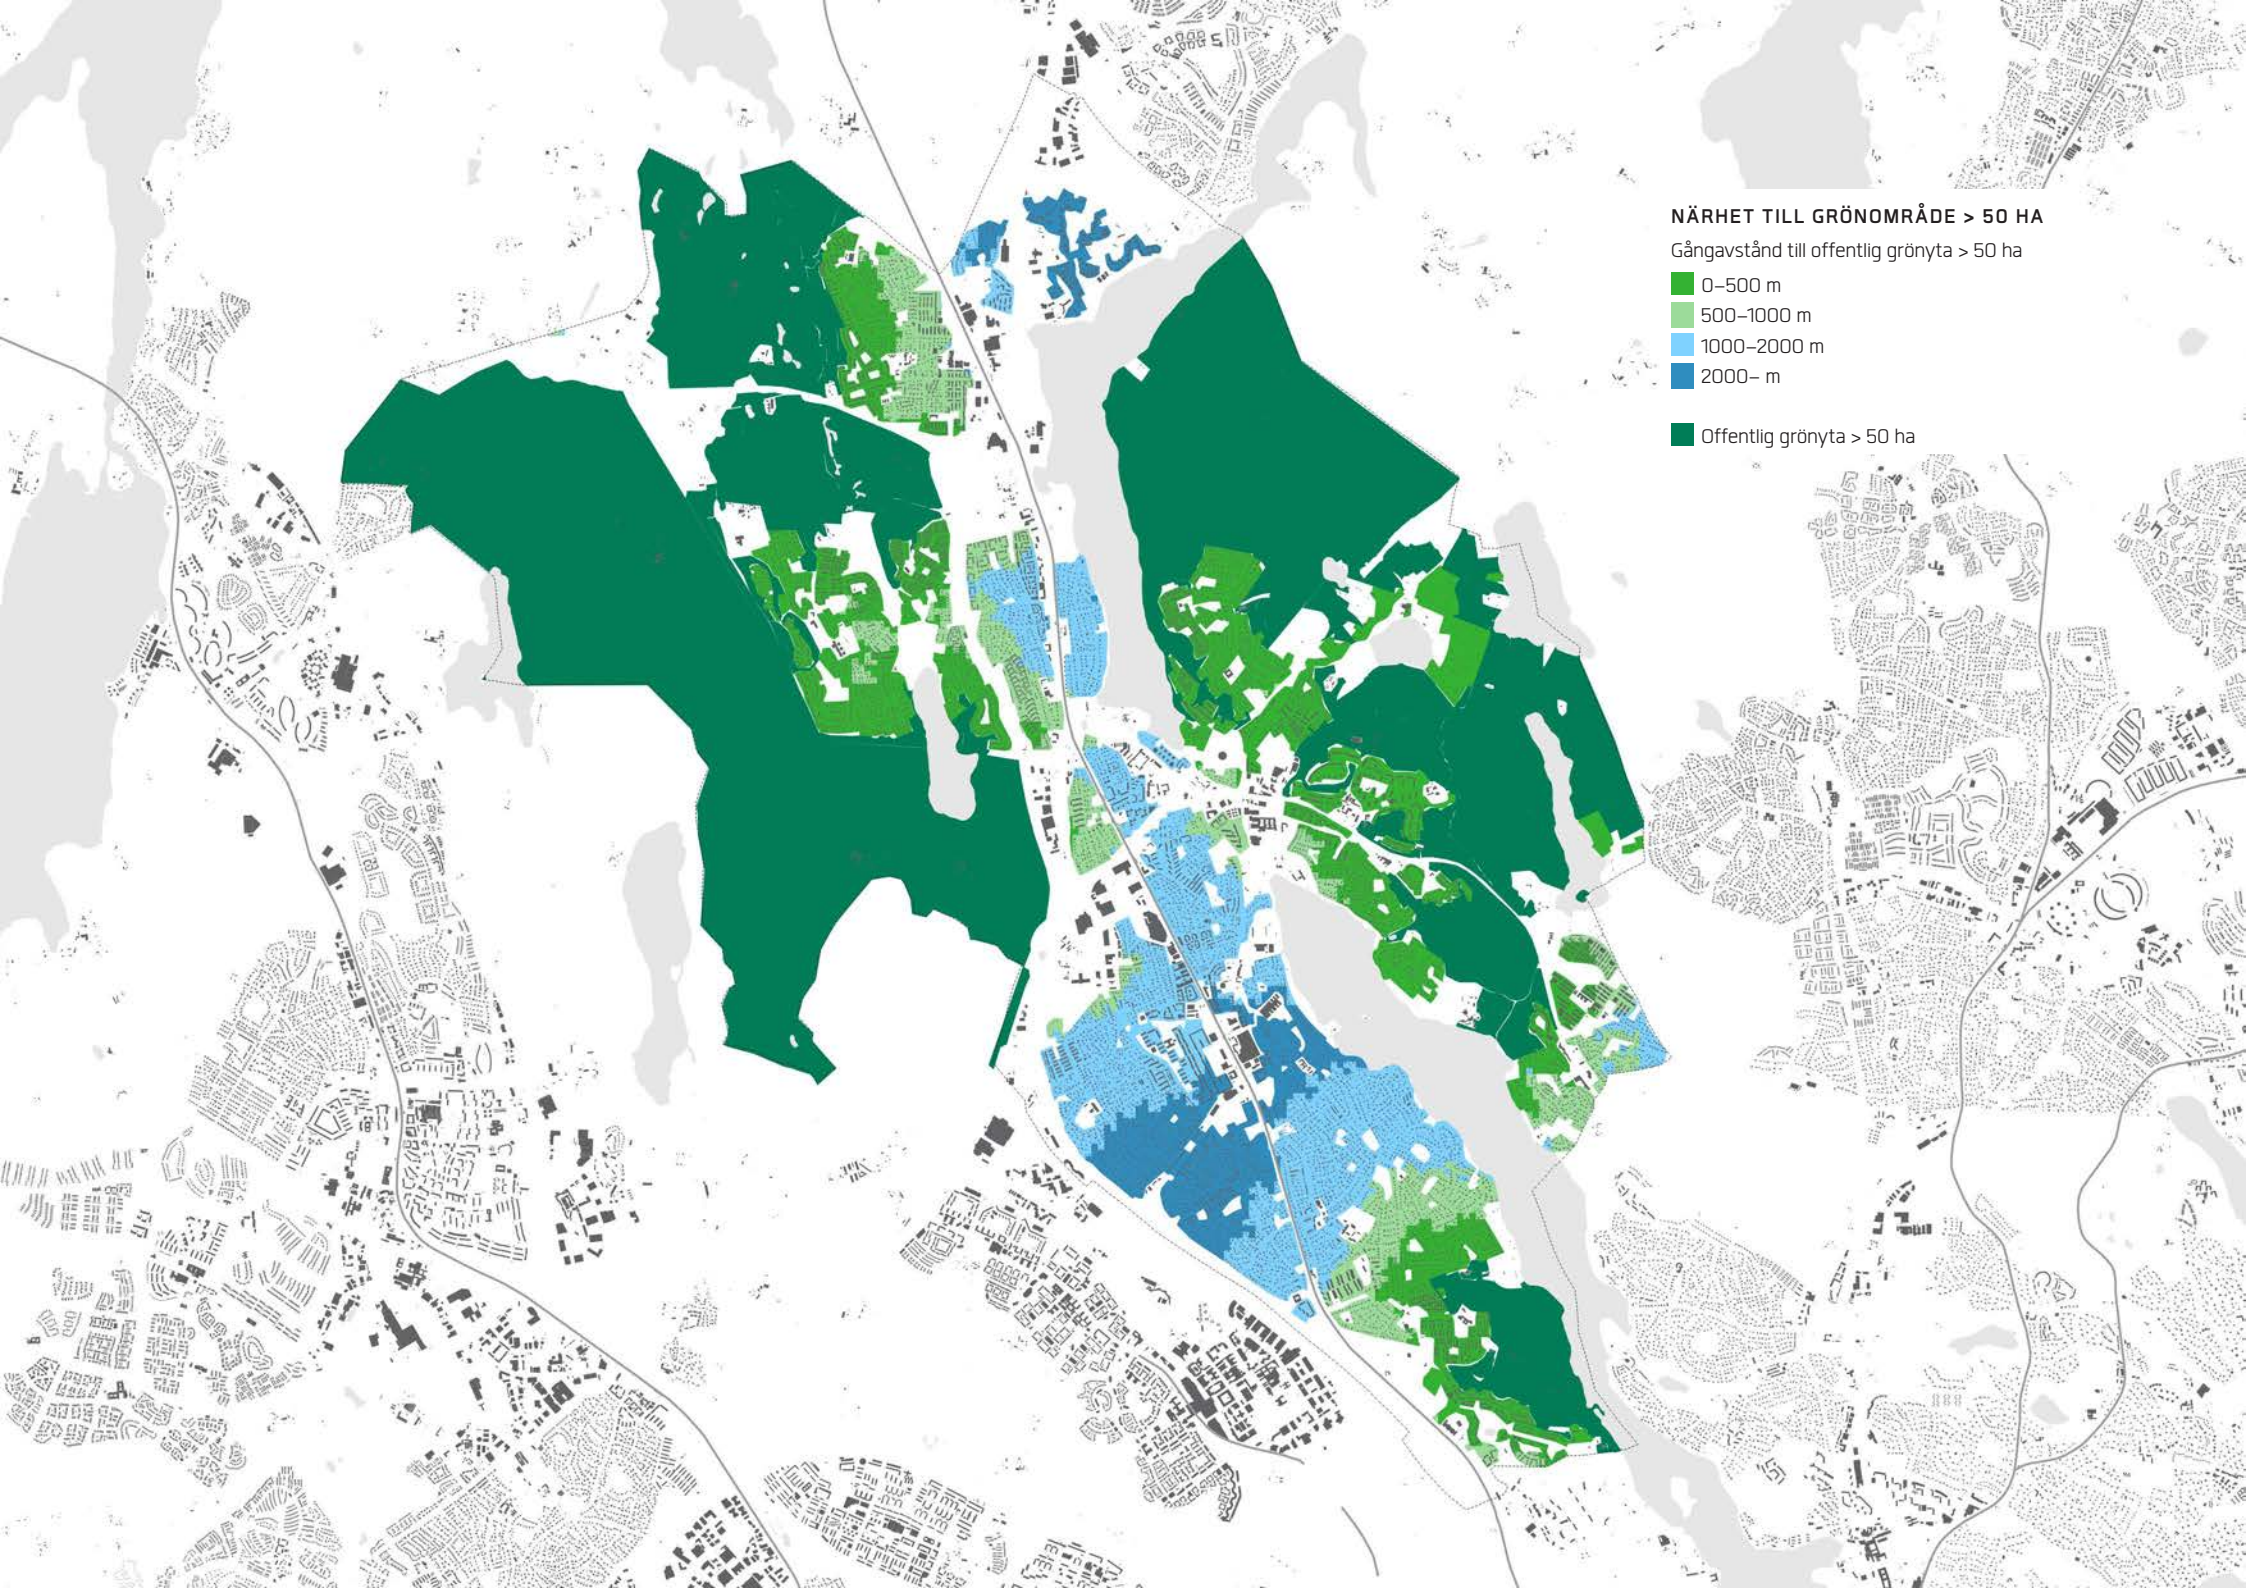 NÄRHET TILL GRÖNOMRÅDE > 50 HA
Gångavstånd till offentlig grönyta > 50 ha
0–500 m
500–1000 m
1000–2000 m
2000– m
Offentlig grönyta > 50 ha